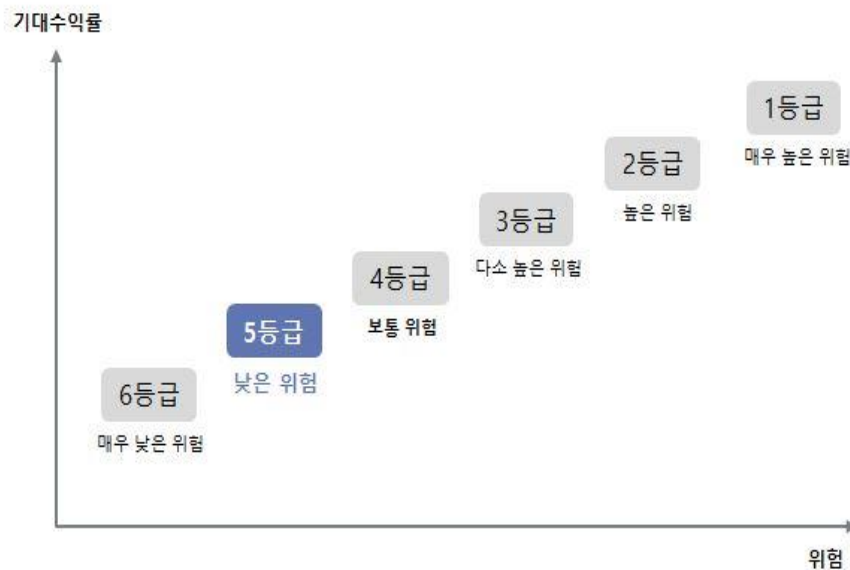 기대수익률
1등급
매우 높은 위험
2등급
높은 위험
3등급
다소 높은 위험
4등급
보통 위험
5등급
낮은 위험
6등급
매우 낮은 위험
위험